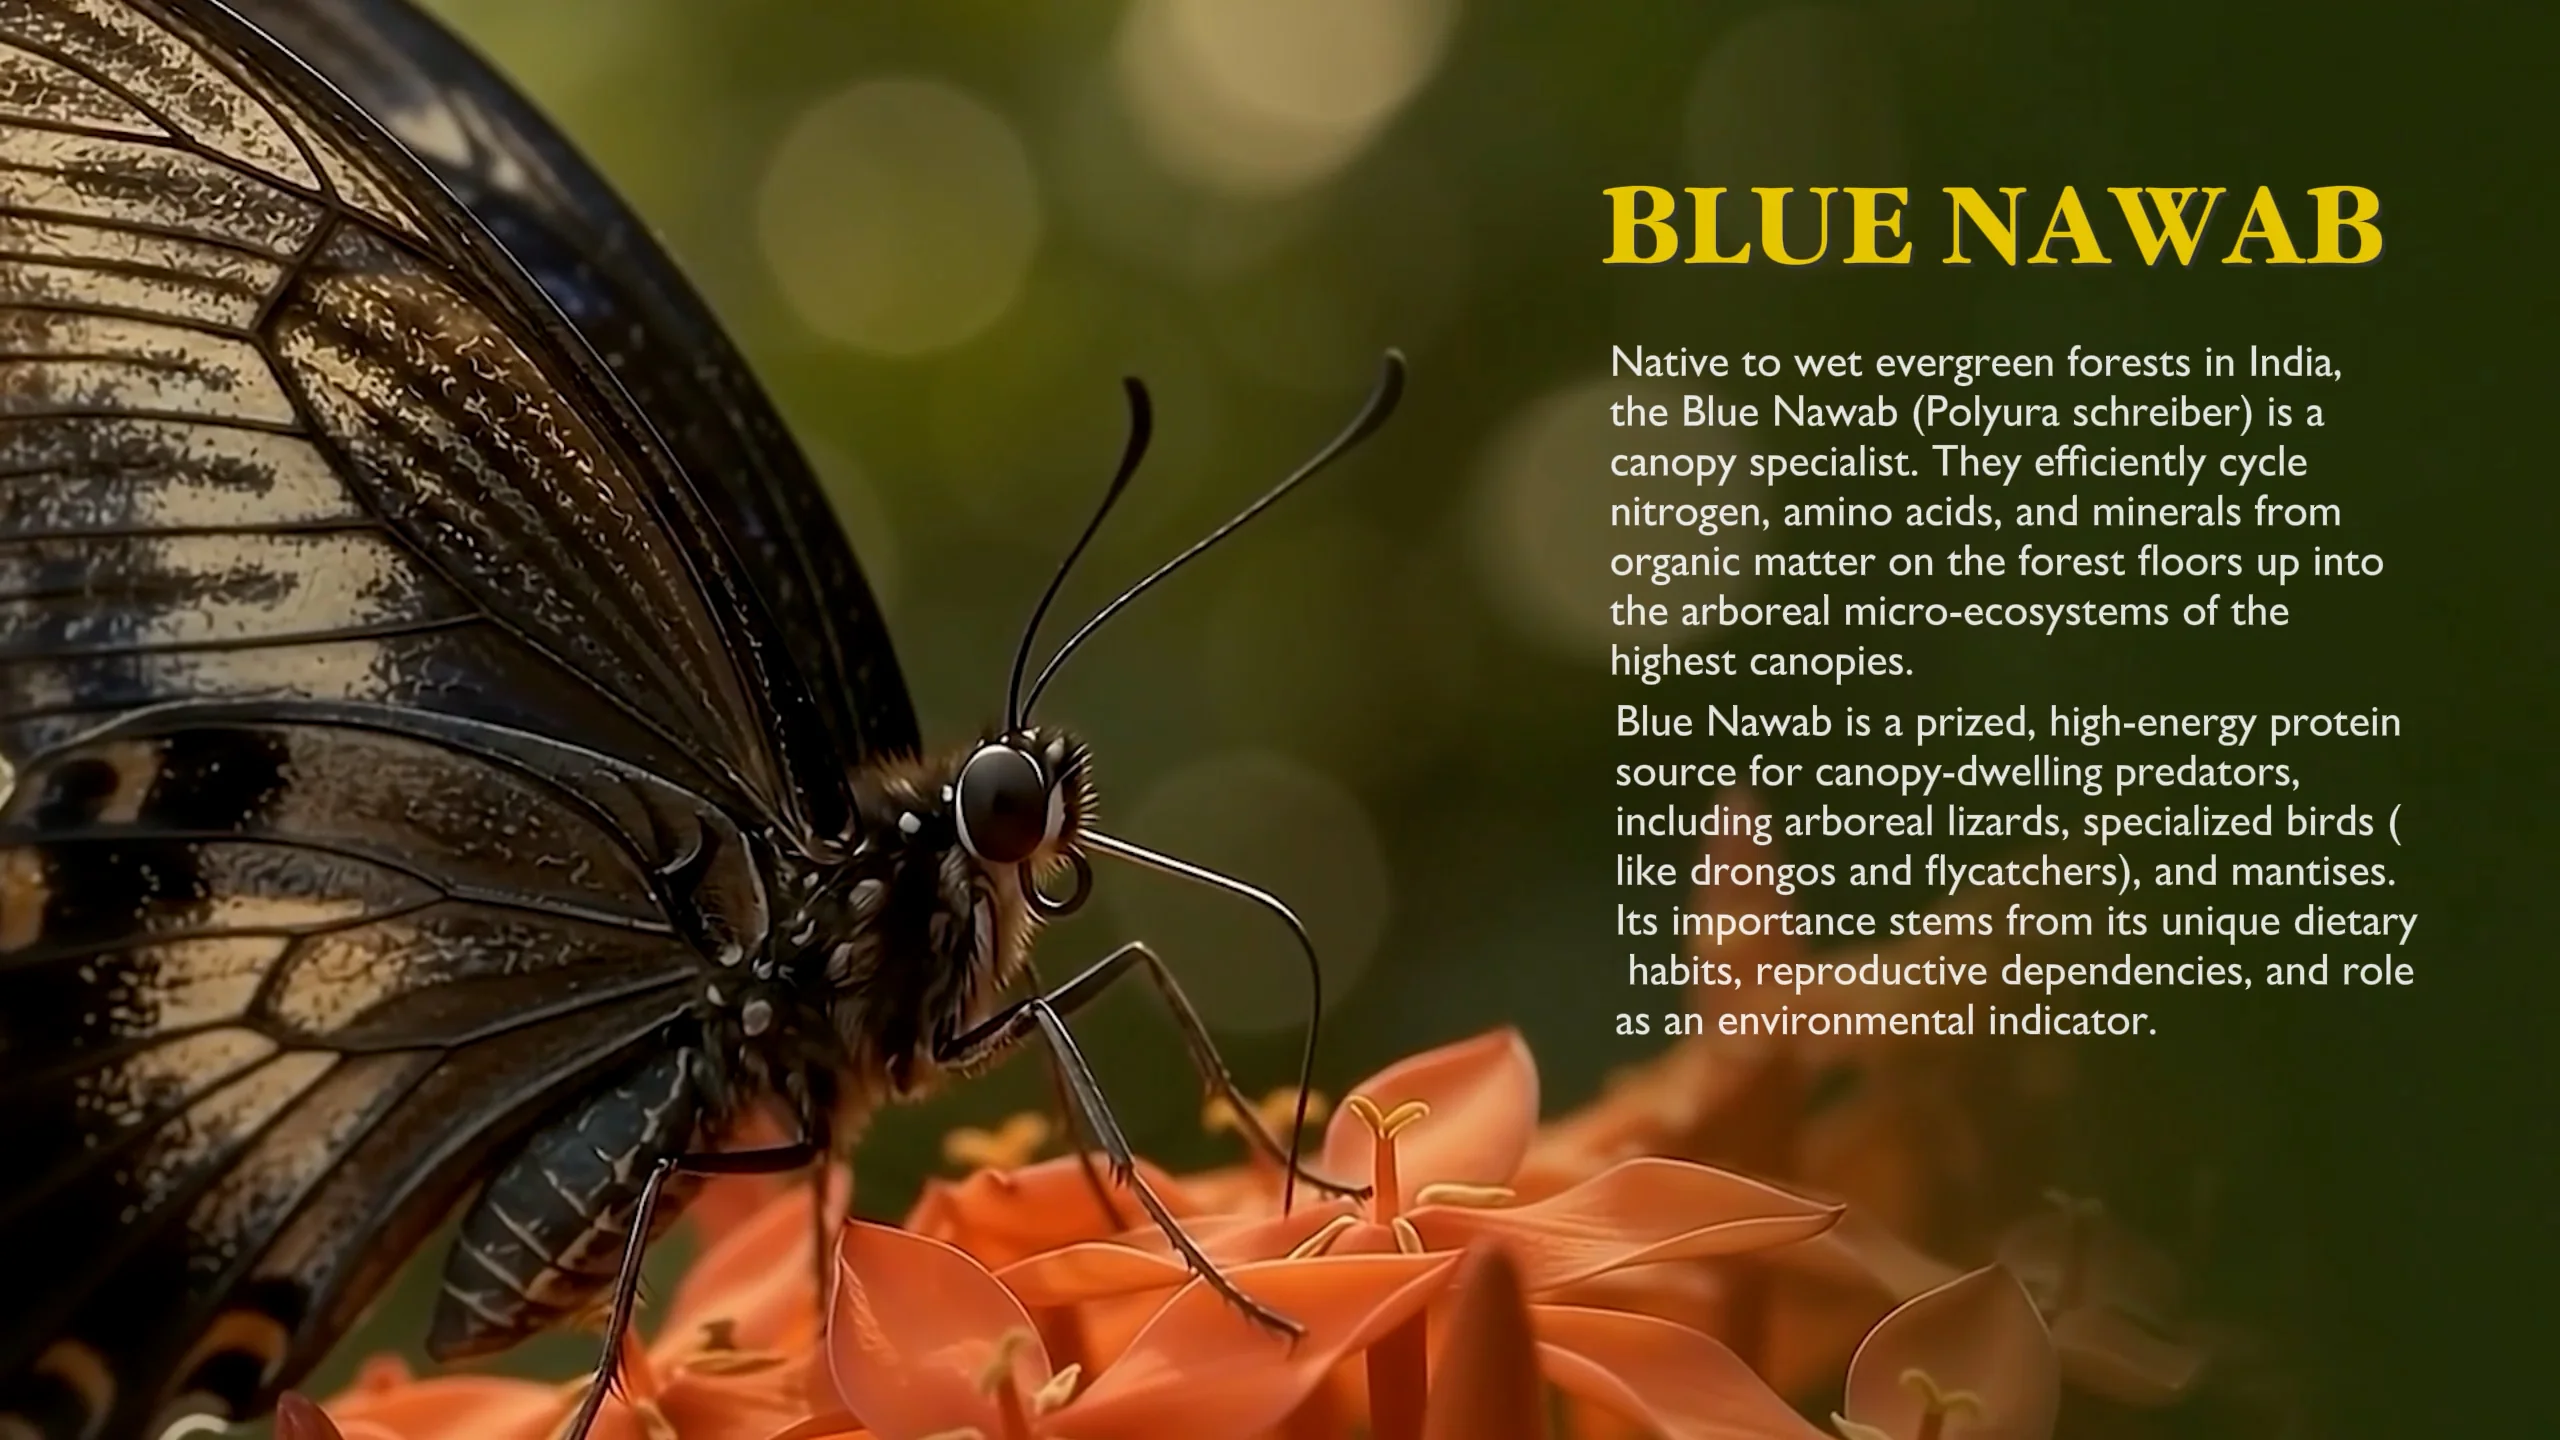 BLUE NAWAB
Native to wet evergreen forests in India,
the Blue Nawab (Polyura schreiber) is a
canopy specialist. They efficiently cycle
nitrogen, amino acids, and minerals from
organic matter on the forest floors up into
the arboreal micro-ecosystems of the
highest canopies.
Blue Nawab is a prized, high-energy protein
source for canopy-dwelling predators,
including arboreal lizards, specialized birds (
like drongos and flycatchers), and mantises.
Its importance stems from its unique dietary
habits, reproductive dependencies, and role
as an environmental indicator.